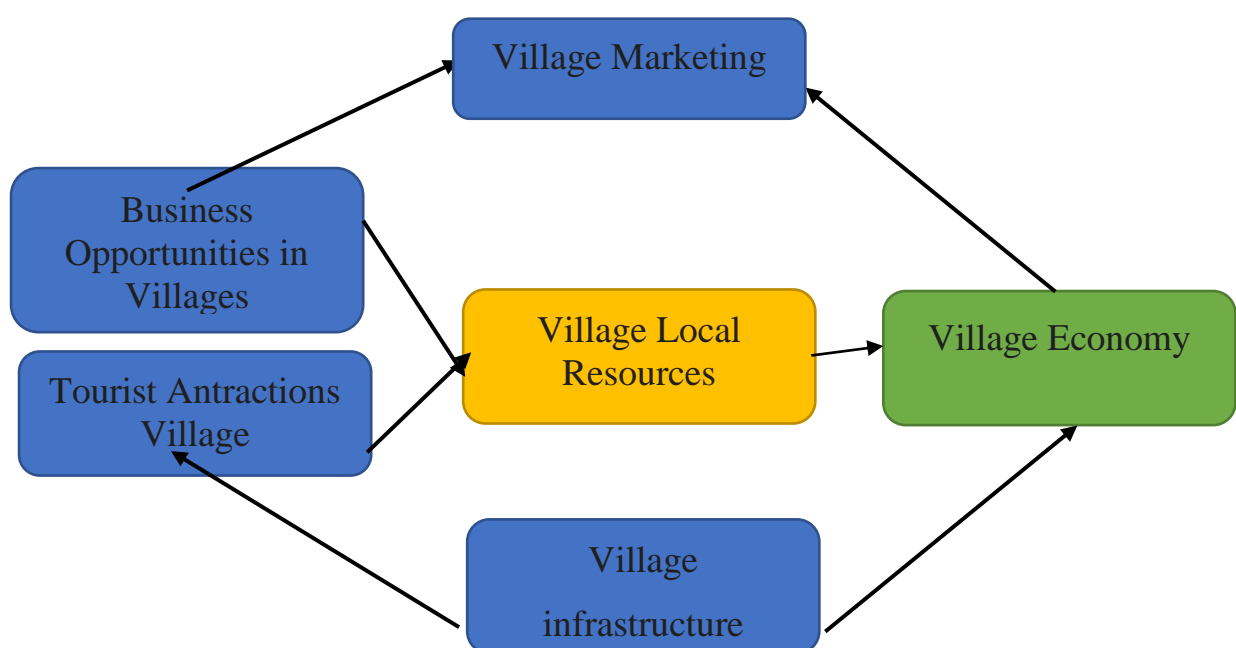 Village Marketing
Business
Opportunities in
Villages
Village Local
Resources
Village Economy
Tourist Antractions
Village
Village
infrastructure